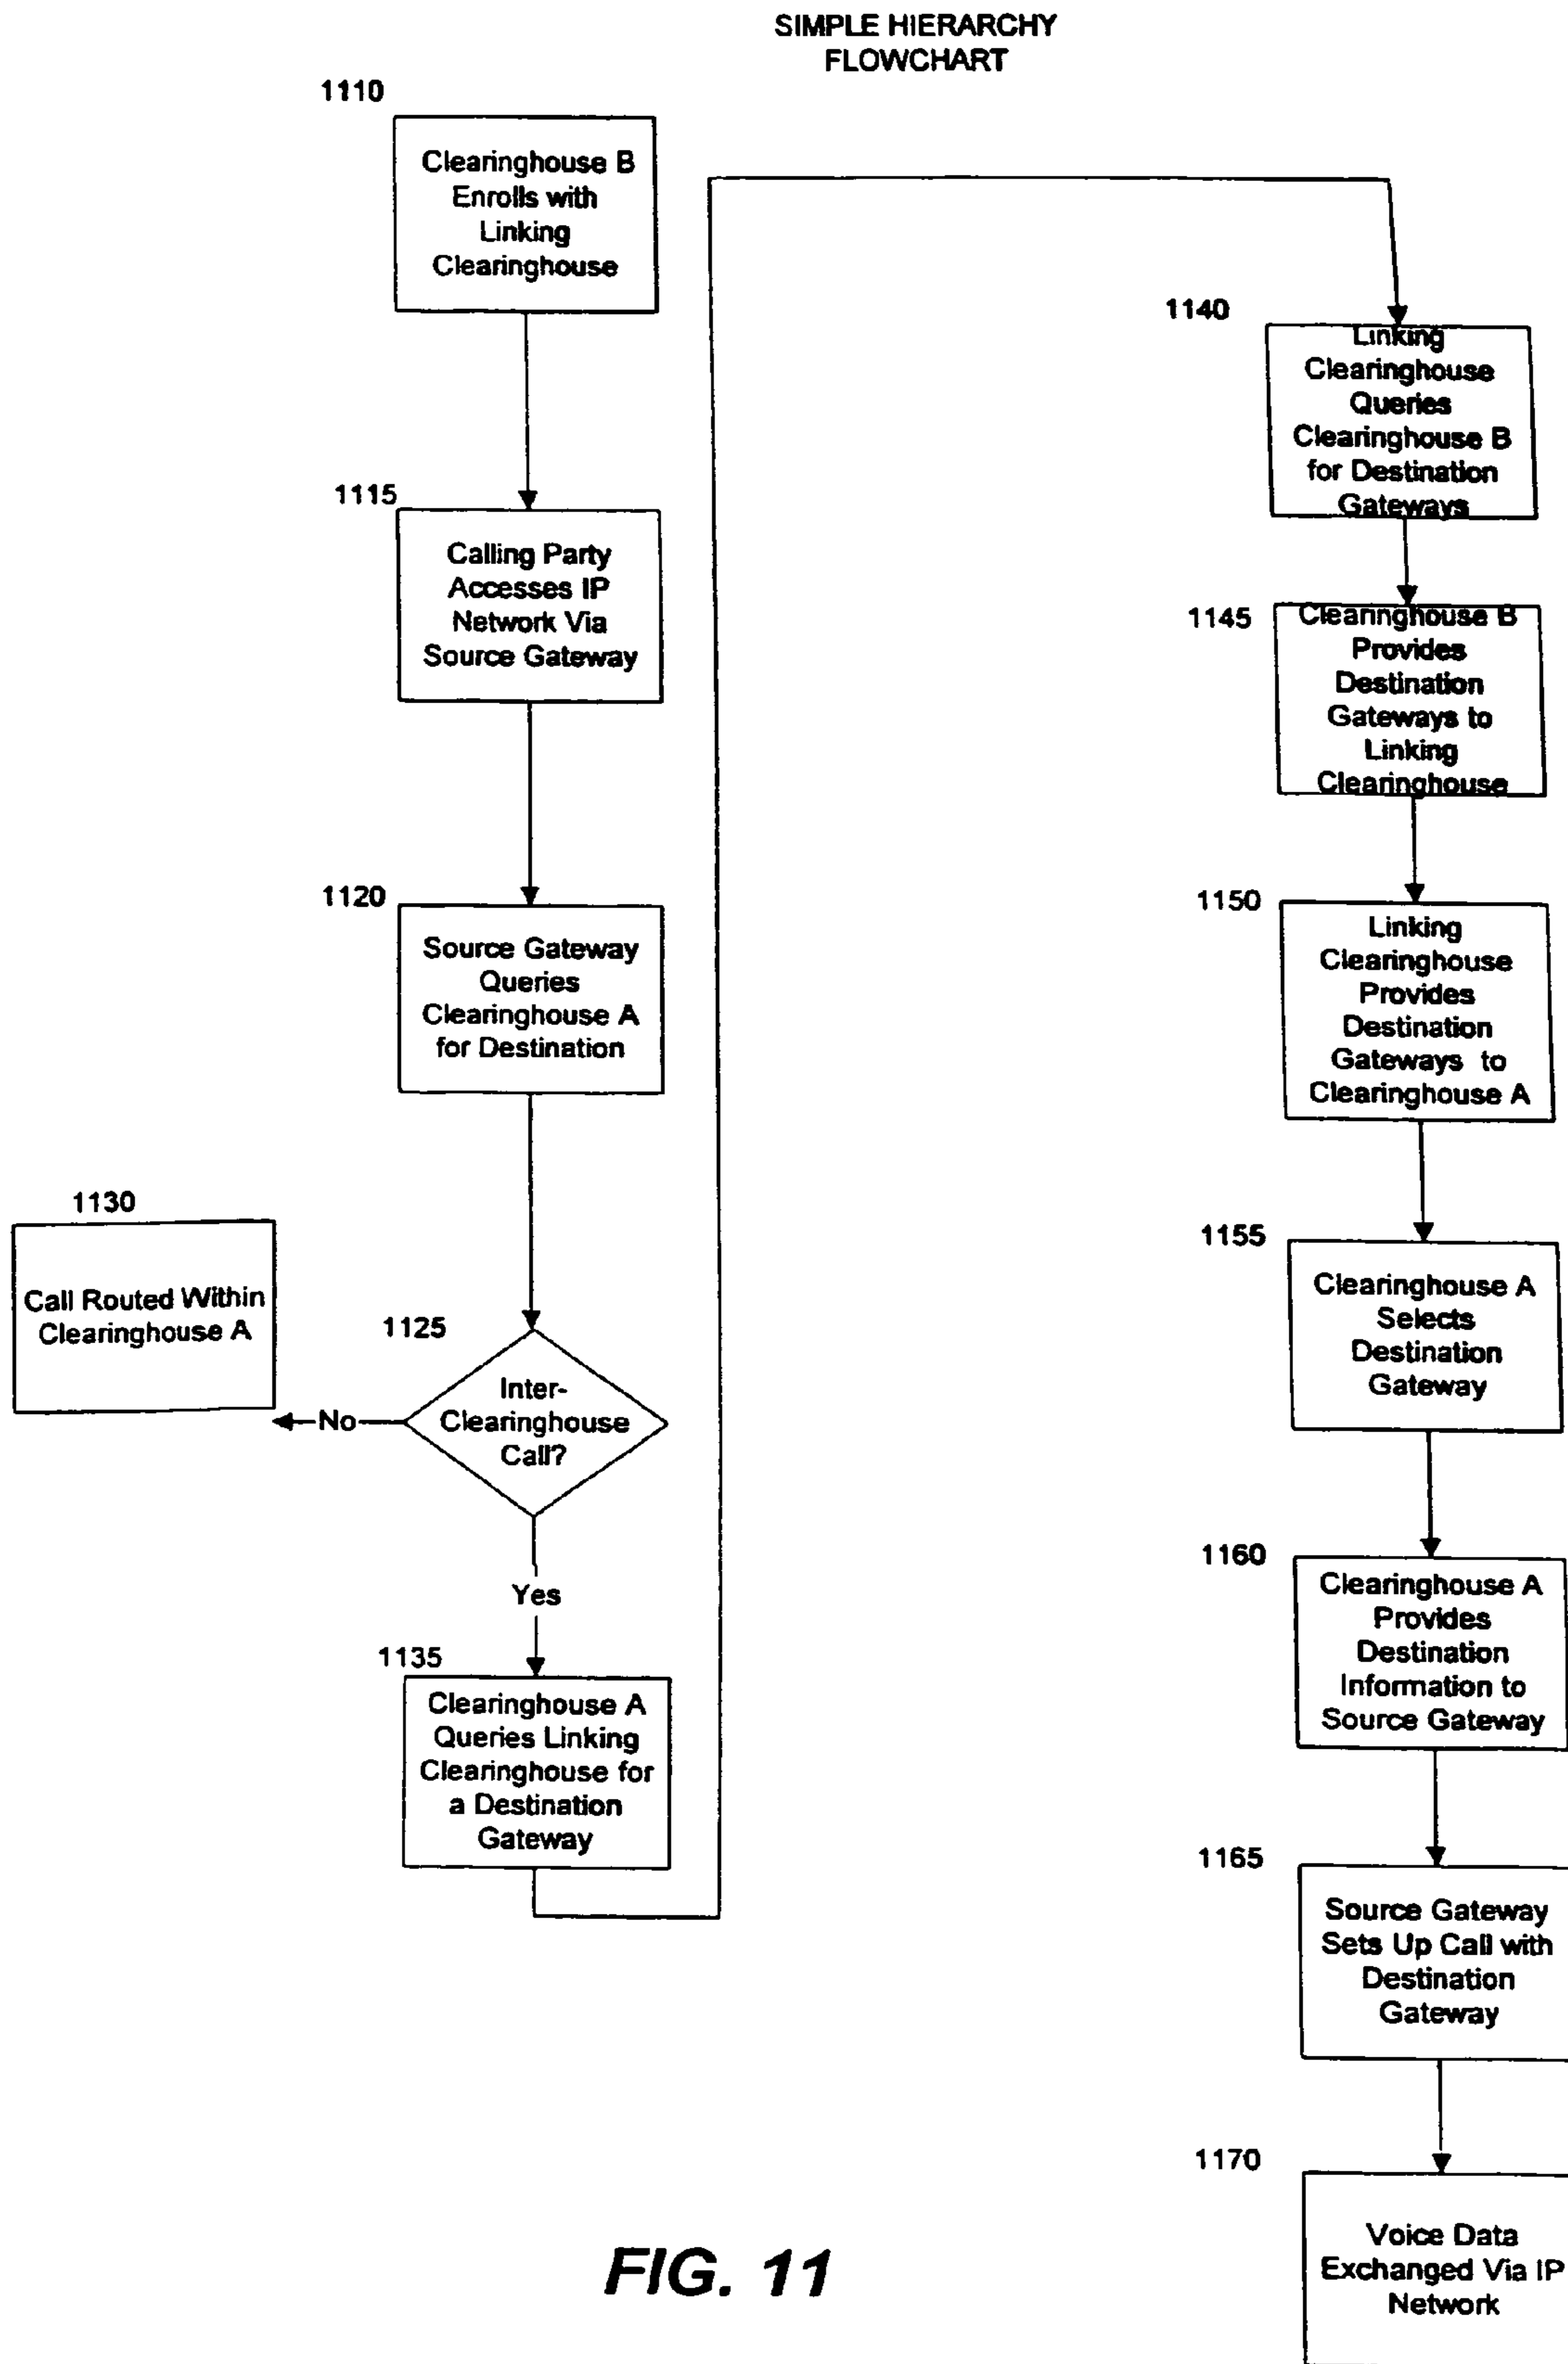 SIMPLE HIERARCHY
FLOWCHART
1110
Clearinghouse B
Enrolls with
Linking
Clearinghouse
1115
Calling Party
Accesses IP
Network Via
Source Gateway
1120
Source Gateway
Queries
Clearinghouse A
for Destination
1125
Inter-
Clearinghouse
Call?
No
1130
Call Routed Within
Clearinghouse A
Yes
1135
Clearinghouse A
Queries Linking
Clearinghouse for
a Destination
Gateway
1140
Linking
Clearinghouse
Queries
Clearinghouse B
for Destination
Gateways
1145
Clearinghouse B
Provides
Destination
Gateways to
Linking
Clearinghouse
1150
Linking
Clearinghouse
Provides
Destination
Gateways to
Clearinghouse A
1155
Clearinghouse A
Selects
Destination
Gateway
1160
Clearinghouse A
Provides
Destination
Information to
Source Gateway
1165
Source Gateway
Sets Up Call with
Destination
Gateway
1170
Voice Data
Exchanged Via IP
Network
FIG. 11